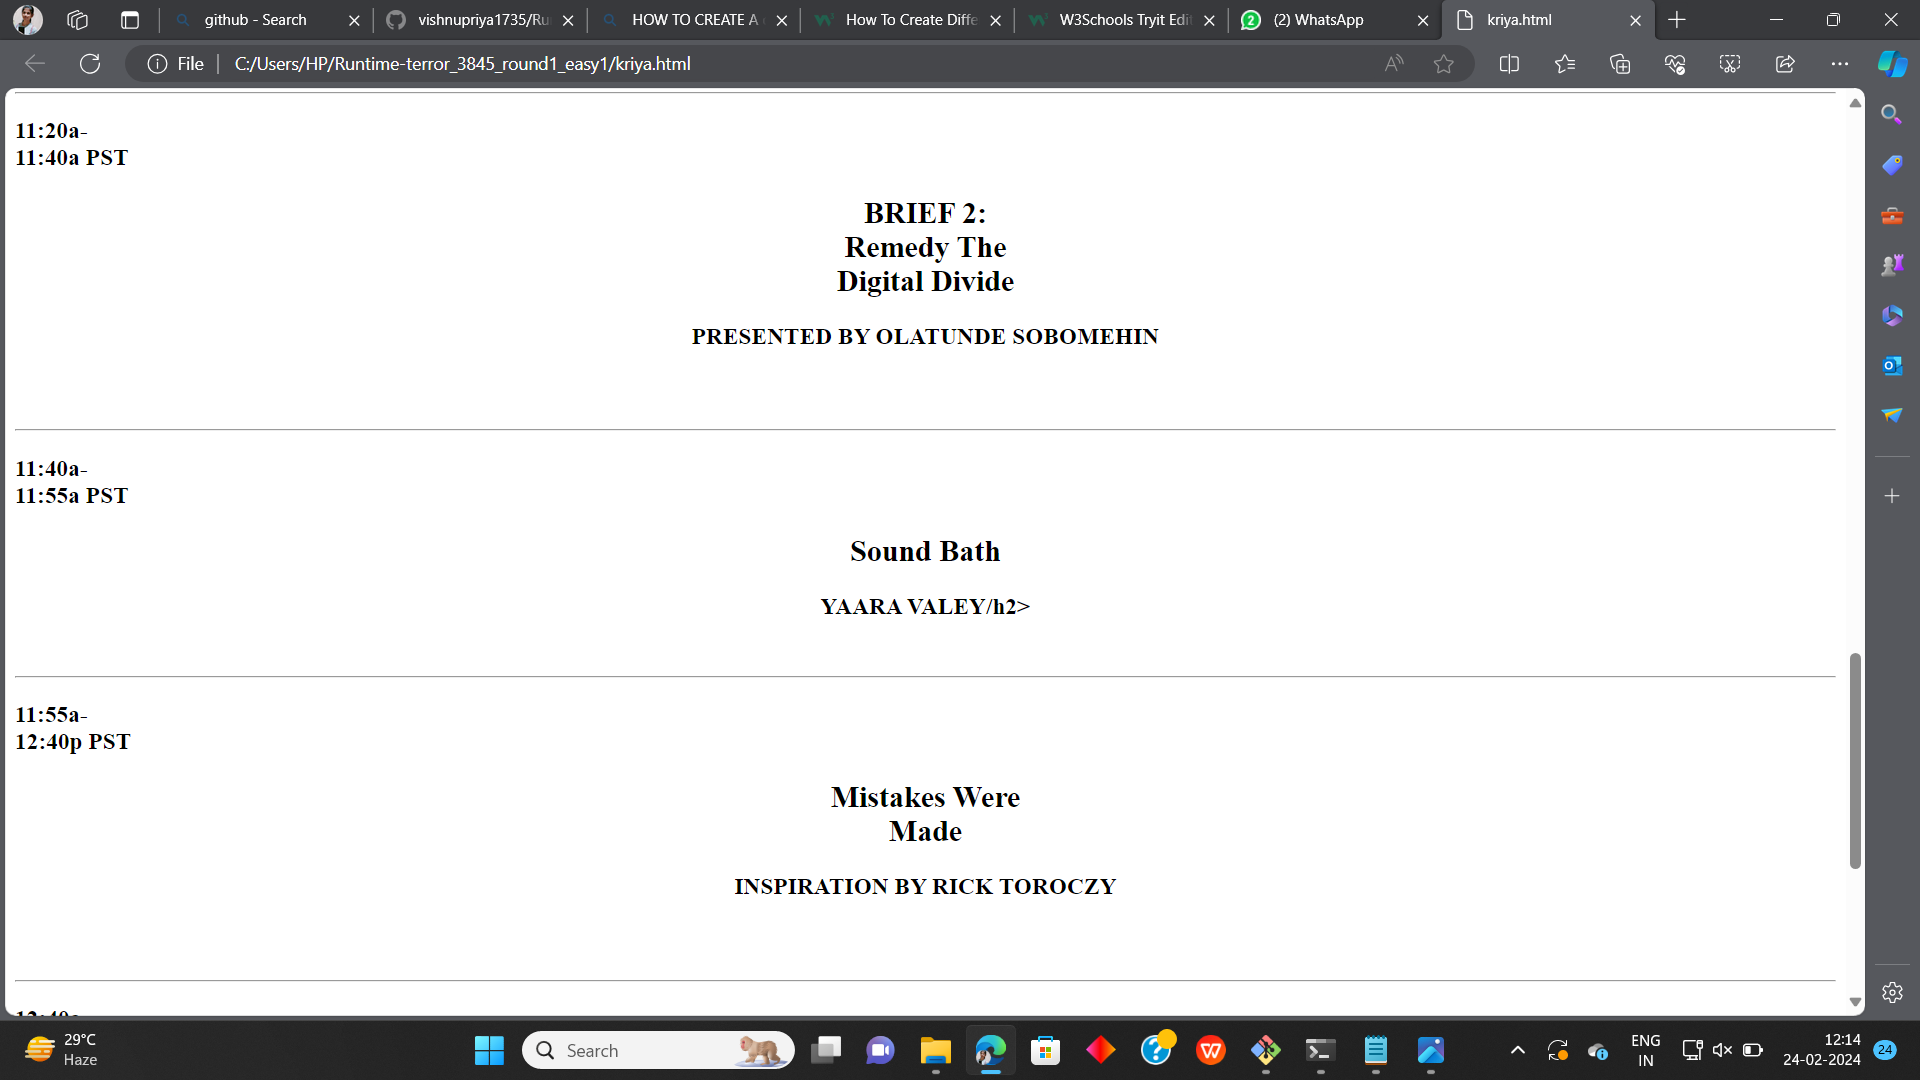 github - Search
vishnupriya1735/Ru
HOW TO CREATE A
How To Create Diffe
W3Schools Tryit Edit
(2) WhatsApp
kriya.html
File
C:/Users/HP/Runtime-terror_3845_round1_easy1/kriya.html
11:20a-
11:40a PST
BRIEF 2:
Remedy The
Digital Divide
PRESENTED BY OLATUNDE SOBOMEHIN
11:40a-
11:55a PST
Sound Bath
YAARA VALEY/h2>
11:55a-
12:40p PST
Mistakes Were
Made
INSPIRATION BY RICK TOROCZY
29°C
Haze
Search
ENG
IN
12:14
24-02-2024
24